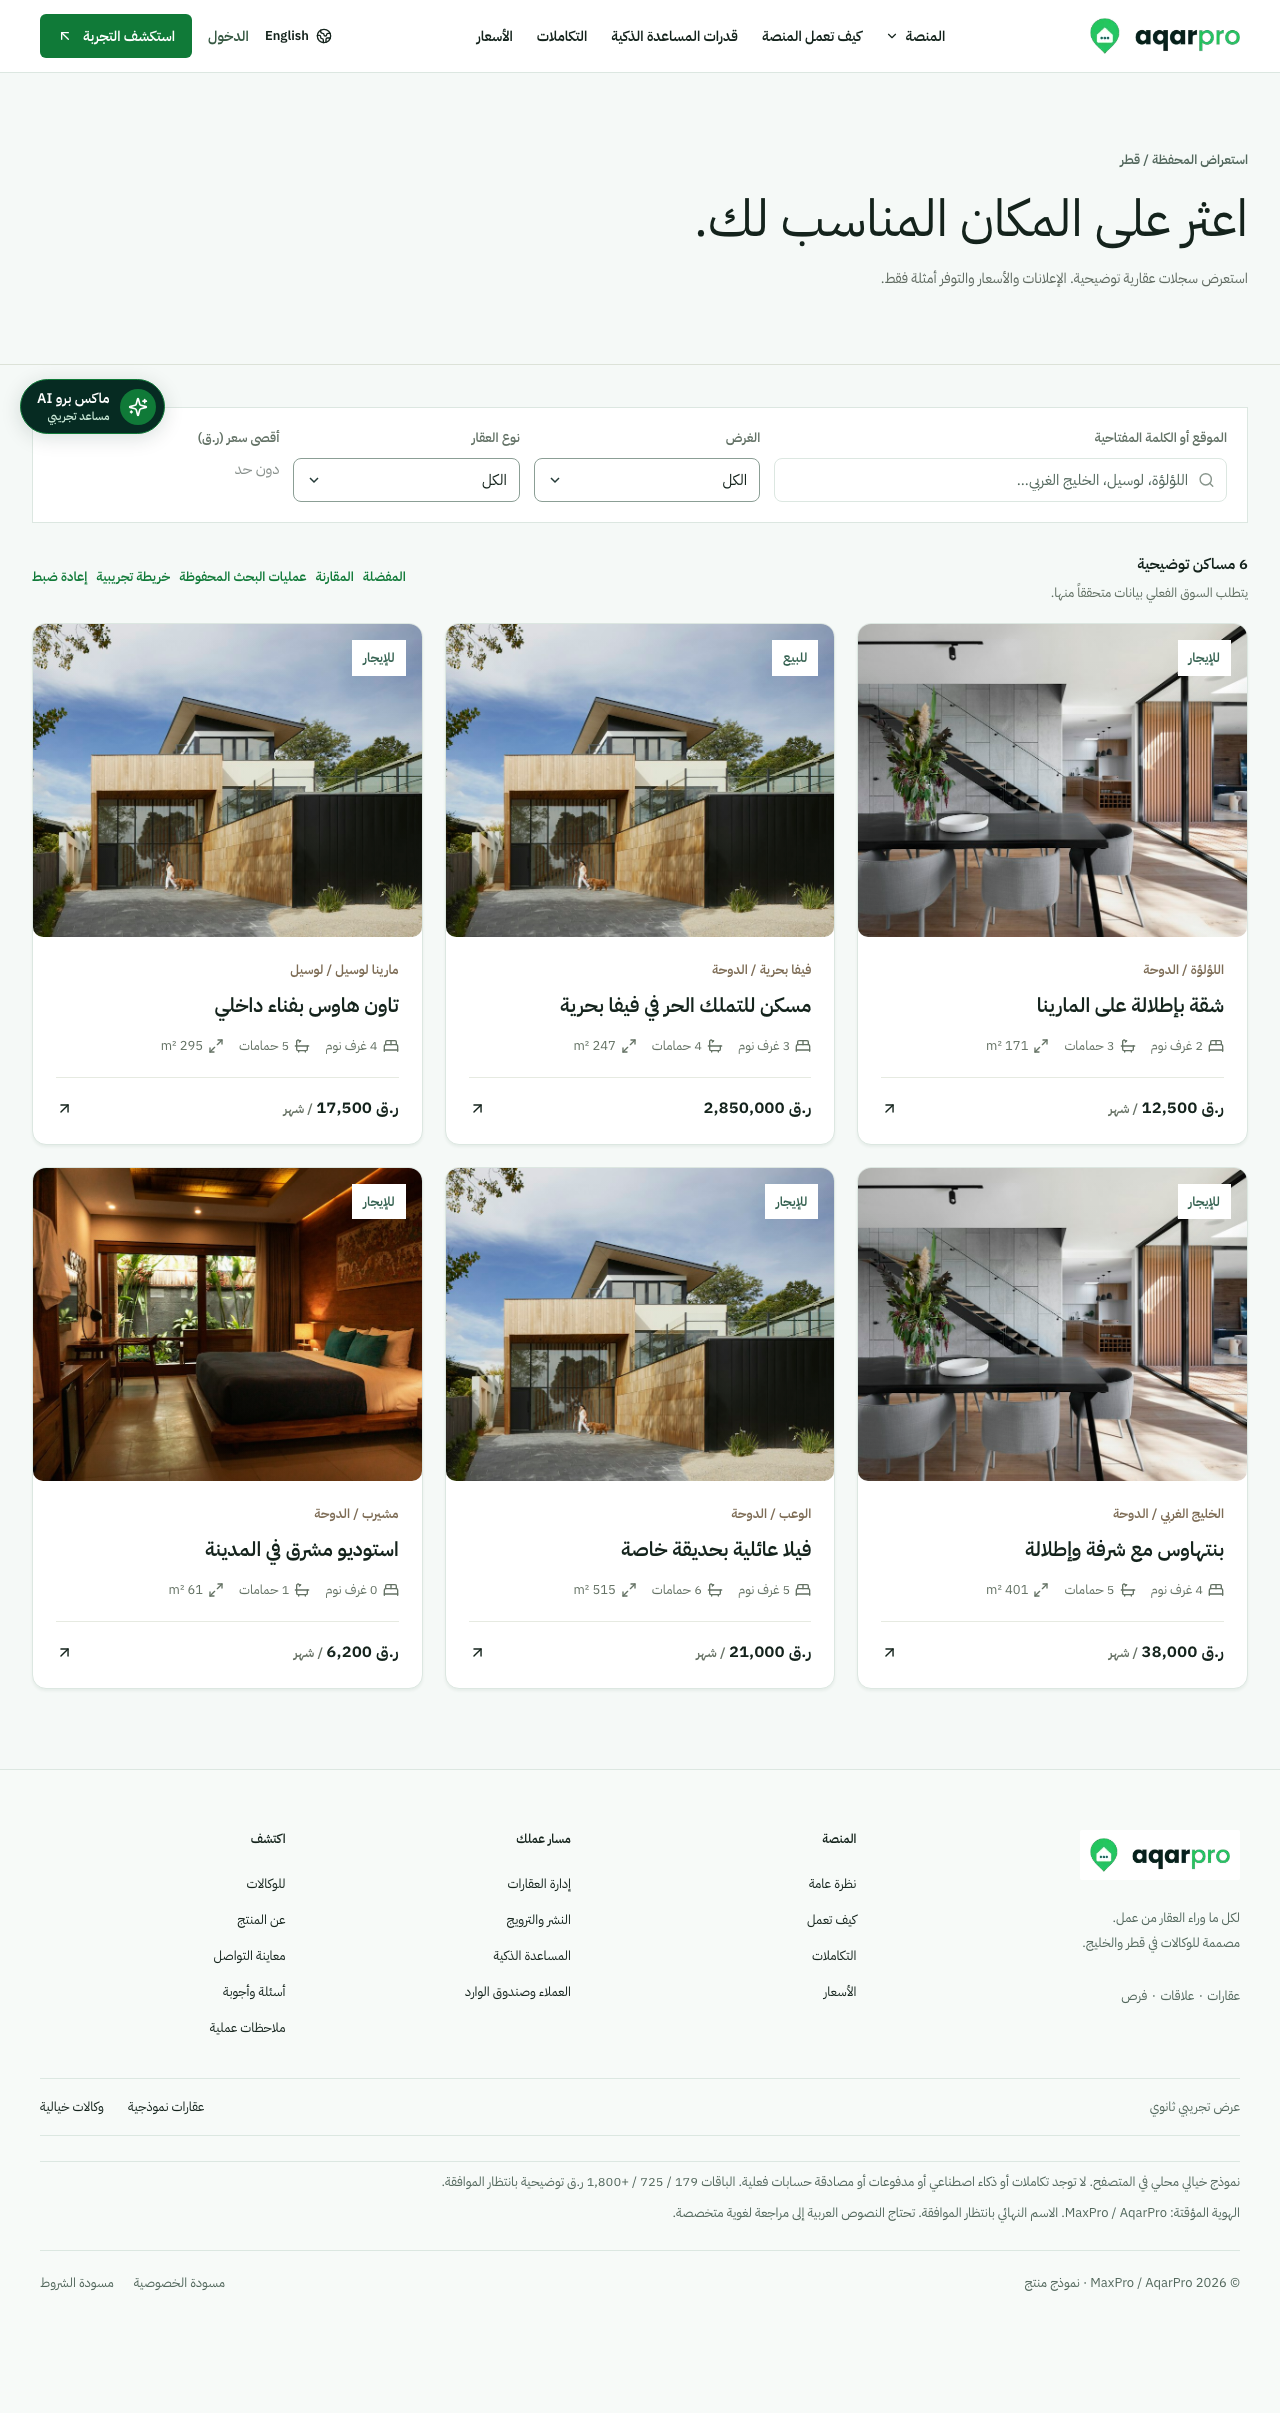 aqarpro
المنصة
كيف تعمل المنصة
قدرات المساعدة الذكية
التكاملات
الأسعار
English
الدخول
استكشف التجربة
استعراض المحفظة / قطر
اعثر على المكان المناسب لك.
استعرض سجلات عقارية توضيحية. الإعلانات والأسعار والتوفر أمثلة فقط.
ماكس برو AI
مساعد تجريبي
الموقع أو الكلمة المفتاحية
اللؤلؤة، لوسيل، الخليج الغربي...
الغرض
الكل
نوع العقار
الكل
أقصى سعر (ر.ق)
دون حد
6 مساكن توضيحية
يتطلب السوق الفعلي بيانات متحققاً منها.
المفضلة
المقارنة
عمليات البحث المحفوظة
خريطة تجريبية
إعادة ضبط
للإيجار
اللؤلؤة / الدوحة
شقة بإطلالة على المارينا
2 غرف نوم
3 حمامات
171 m²
ر.ق 12,500 / شهر
للبيع
فيفا بحرية / الدوحة
مسكن للتملك الحر في فيفا بحرية
3 غرف نوم
4 حمامات
247 m²
ر.ق 2,850,000
للإيجار
مارينا لوسيل / لوسيل
تاون هاوس بفناء داخلي
4 غرف نوم
5 حمامات
295 m²
ر.ق 17,500 / شهر
للإيجار
الخليج الغربي / الدوحة
بنتهاوس مع شرفة وإطلالة
4 غرف نوم
5 حمامات
401 m²
ر.ق 38,000 / شهر
للإيجار
الوعب / الدوحة
فيلا عائلية بحديقة خاصة
5 غرف نوم
6 حمامات
515 m²
ر.ق 21,000 / شهر
للإيجار
مشيرب / الدوحة
استوديو مشرق في المدينة
0 غرف نوم
1 حمامات
61 m²
ر.ق 6,200 / شهر
aqarpro
لكل ما وراء العقار من عمل.
مصممة للوكالات في قطر والخليج.
عقارات · علاقات · فرص
المنصة
نظرة عامة
كيف تعمل
التكاملات
الأسعار
مسار عملك
إدارة العقارات
النشر والترويج
المساعدة الذكية
العملاء وصندوق الوارد
اكتشف
للوكالات
عن المنتج
معاينة التواصل
أسئلة وأجوبة
ملاحظات عملية
عرض تجريبي ثانوي
عقارات نموذجية
وكالات خيالية
نموذج خيالي محلي في المتصفح. لا توجد تكاملات أو ذكاء اصطناعي أو مدفوعات أو مصادقة حسابات فعلية. الباقات 179 / 725 / +1,800 ر.ق توضيحية بانتظار الموافقة.
الهوية المؤقتة: MaxPro / AqarPro. الاسم النهائي بانتظار الموافقة. تحتاج النصوص العربية إلى مراجعة لغوية متخصصة.
© 2026 MaxPro / AqarPro · نموذج منتج
مسودة الخصوصية
مسودة الشروط